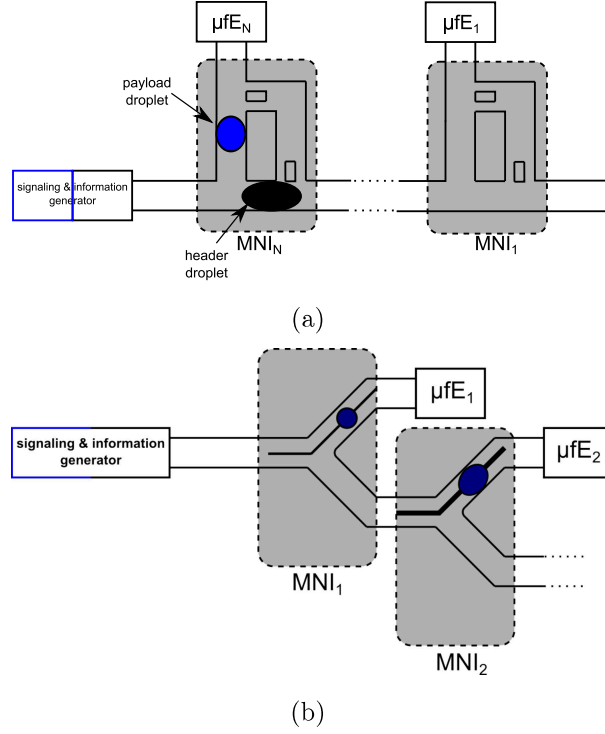 µfE_N
µfE_1
payload
droplet
signaling & information
generator
MNI_N
MNI_1
header
droplet
(a)
µfE_1
signaling & information
generator
µfE_2
MNI_1
MNI_2
(b)